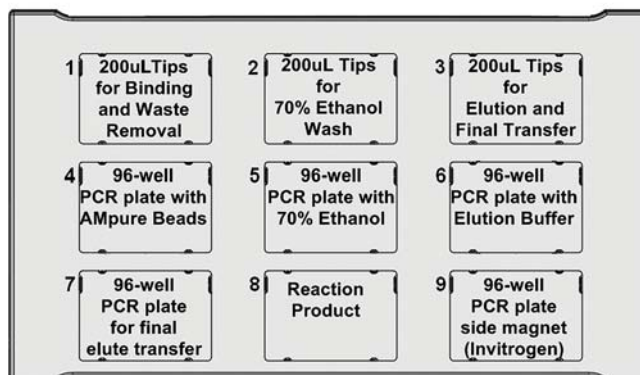 1
200uLTips
for Binding
and Waste
Removal
2
200uL Tips
for
70% Ethanol
Wash
3
200uL Tips
for
Elution and
Final Transfer
4
96-well
PCR plate with
AMpure Beads
5
96-well
PCR plate with
70% Ethanol
6
96-well
PCR plate with
Elution Buffer
7
96-well
PCR plate
for final
elute transfer
8
Reaction
Product
9
96-well
PCR plate
side magnet
(Invitrogen)